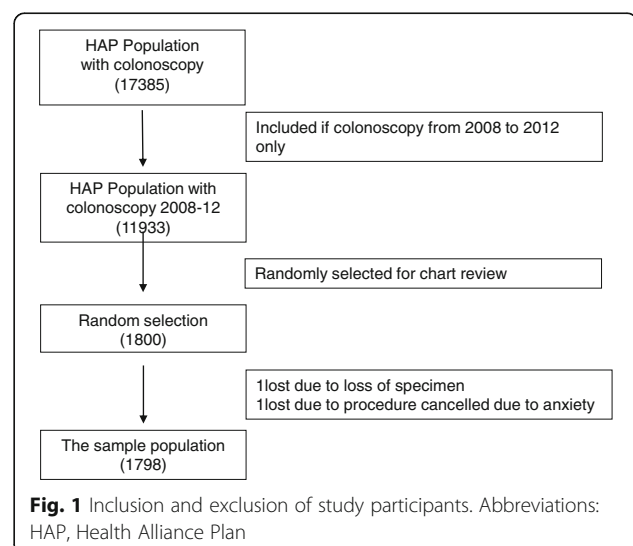 HAP Population
with colonoscopy
(17385)
Included if colonoscopy from 2008 to 2012
only
HAP Population with
colonoscopy 2008-12
(11933)
Randomly selected for chart review
Random selection
(1800)
1lost due to loss of specimen
1lost due to procedure cancelled due to anxiety
The sample population
(1798)
Fig. 1 Inclusion and exclusion of study participants. Abbreviations:
HAP, Health Alliance Plan